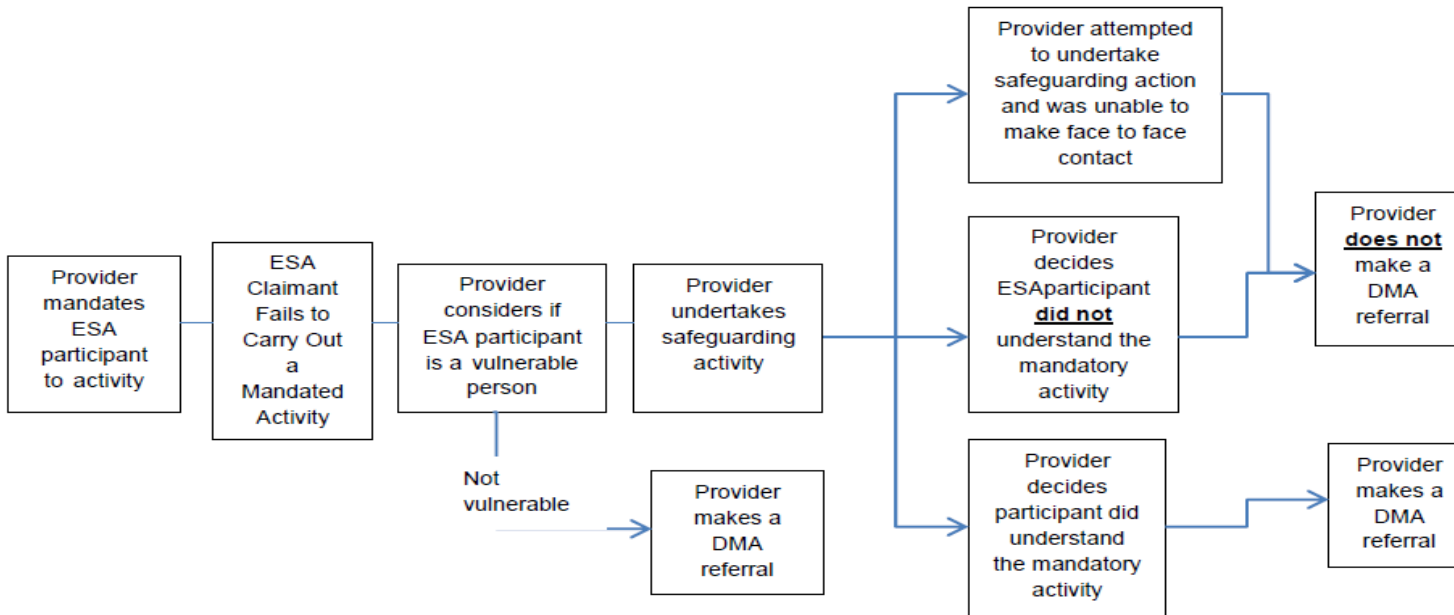 Provider
mandates
ESA
participant
to activity
ESA
Claimant
Fails to
Carry Out
a
Mandated
Activity
Provider
considers if
ESA participant
is a vulnerable
person
Not
vulnerable
Provider
makes a
DMA
referral
Provider
undertakes
safeguarding
activity
Provider attempted
to undertake
safeguarding action
and was unable to
make face to face
contact
Provider
decides
ESAparticipant
did not
understand the
mandatory
activity
Provider
does not
make a
DMA
referral
Provider
decides
participant did
understand
the mandatory
activity
Provider
makes a
DMA
referral